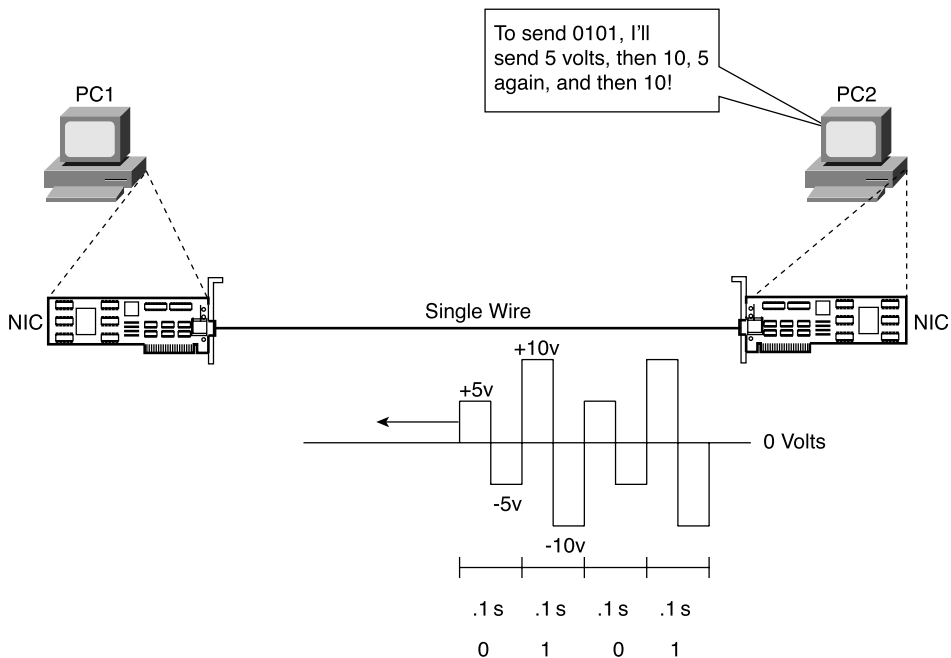 To send 0101, I'll
send 5 volts, then 10, 5
again, and then 10!
PC1
PC2
NIC
Single Wire
NIC
+10v
+5v
0 Volts
-5v
-10v
.1 s .1 s .1 s .1 s
0 1 0 1